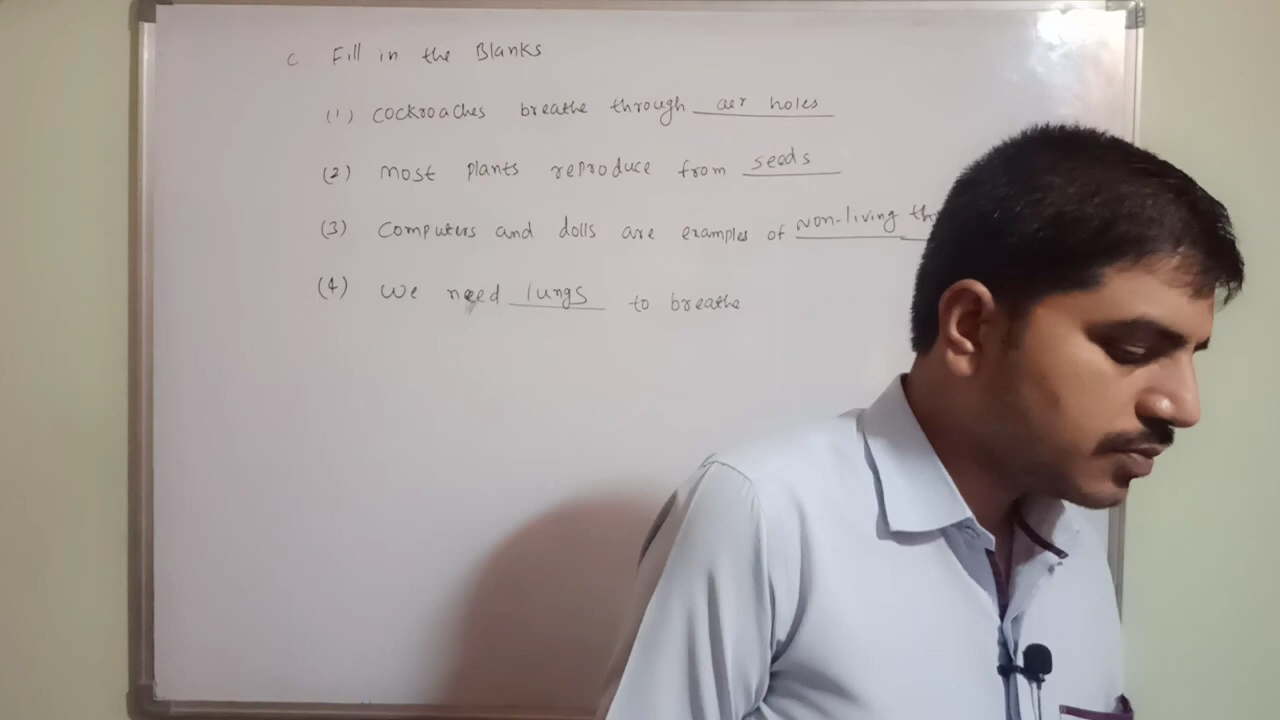 C Fill in the Blanks
(1) Cockroaches breathe through air holes
(2) Most plants reproduce from seeds
(3) Computers and dolls are examples of Non-living th
(4) We need lungs to breathe